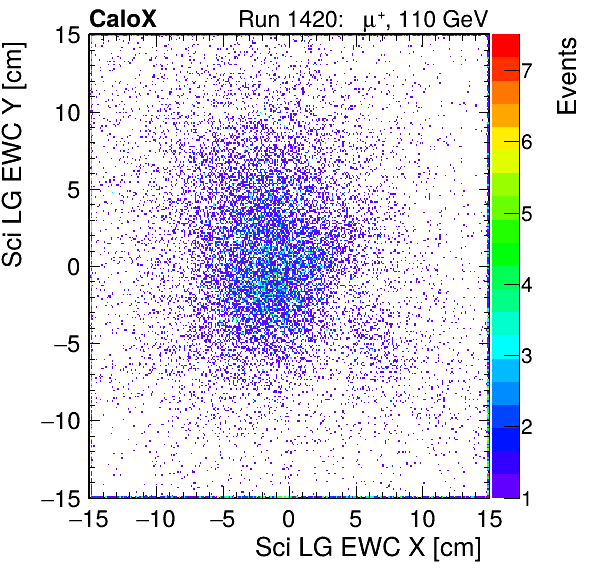 CaloX Run 1420: μ⁺, 110 GeV
Sci LG EWC Y [cm]
Events
15
10
5
0
−5
−10
−15
7
6
5
4
3
2
1
−15 −10 −5 0 5 10 15
Sci LG EWC X [cm]